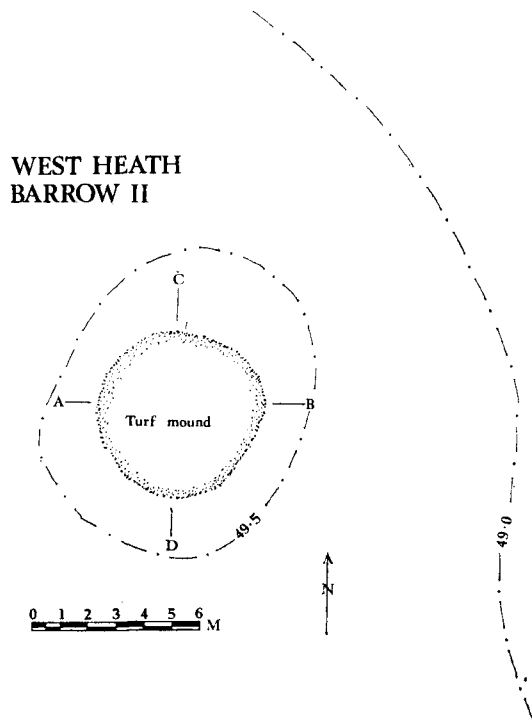 WEST HEATH
BARROW II
C
A
B
Turf mound
D
49·5
49·0
N
0 1 2 3 4 5 6
M